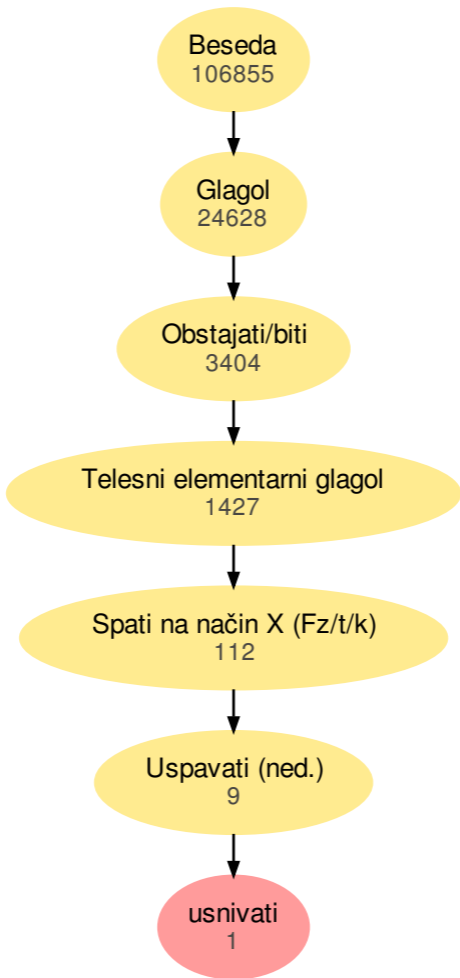 Beseda
106855
Glagol
24628
Obstajati/biti
3404
Telesni elementarni glagol
1427
Spati na način X (Fz/t/k)
112
Uspavati (ned.)
9
usnivati
1